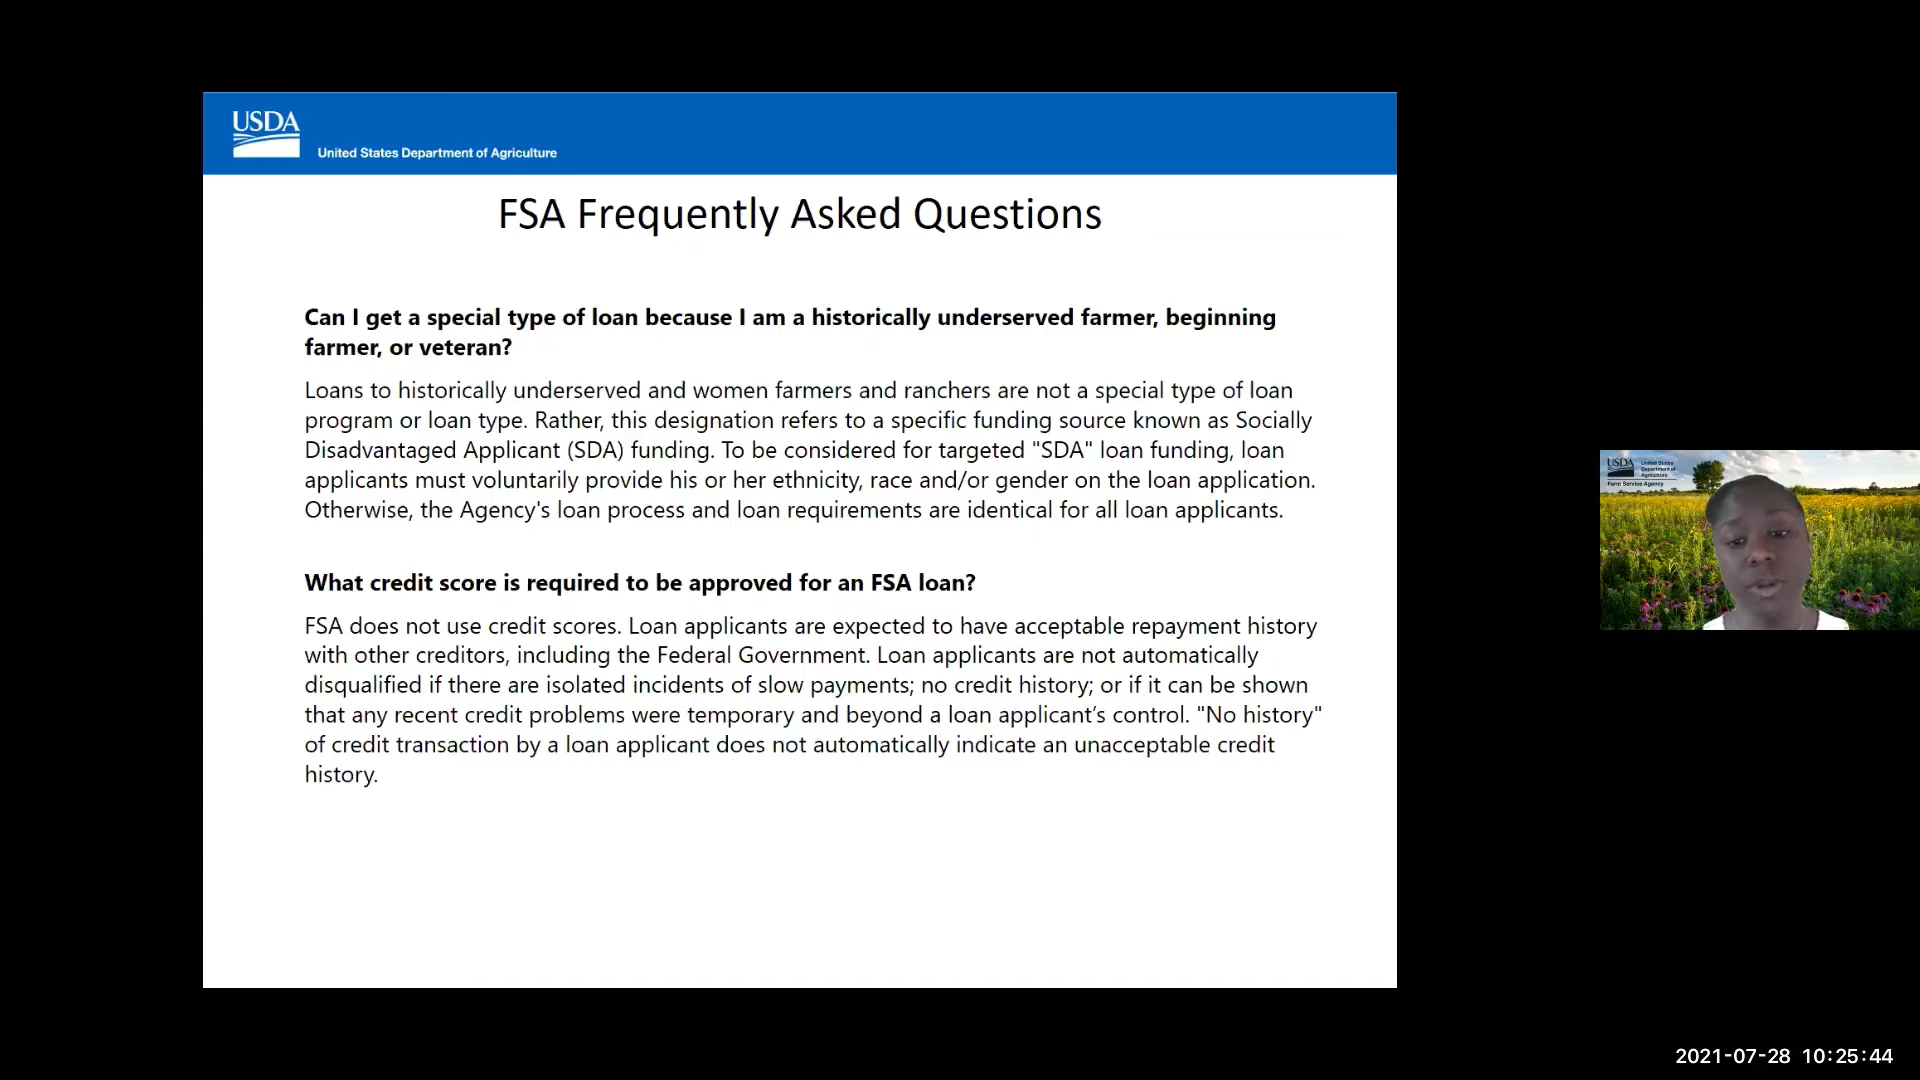 USDA
United States Department of Agriculture
FSA Frequently Asked Questions
Can I get a special type of loan because I am a historically underserved farmer, beginning
farmer, or veteran?
Loans to historically underserved and women farmers and ranchers are not a special type of loan
program or loan type. Rather, this designation refers to a specific funding source known as Socially
Disadvantaged Applicant (SDA) funding. To be considered for targeted "SDA" loan funding, loan
applicants must voluntarily provide his or her ethnicity, race and/or gender on the loan application.
Otherwise, the Agency's loan process and loan requirements are identical for all loan applicants.
What credit score is required to be approved for an FSA loan?
FSA does not use credit scores. Loan applicants are expected to have acceptable repayment history
with other creditors, including the Federal Government. Loan applicants are not automatically
disqualified if there are isolated incidents of slow payments; no credit history; or if it can be shown
that any recent credit problems were temporary and beyond a loan applicant’s control. "No history"
of credit transaction by a loan applicant does not automatically indicate an unacceptable credit
history.
USDA
United States
Department of
Agriculture
Farm Service Agency
2021-07-28 10:25:44